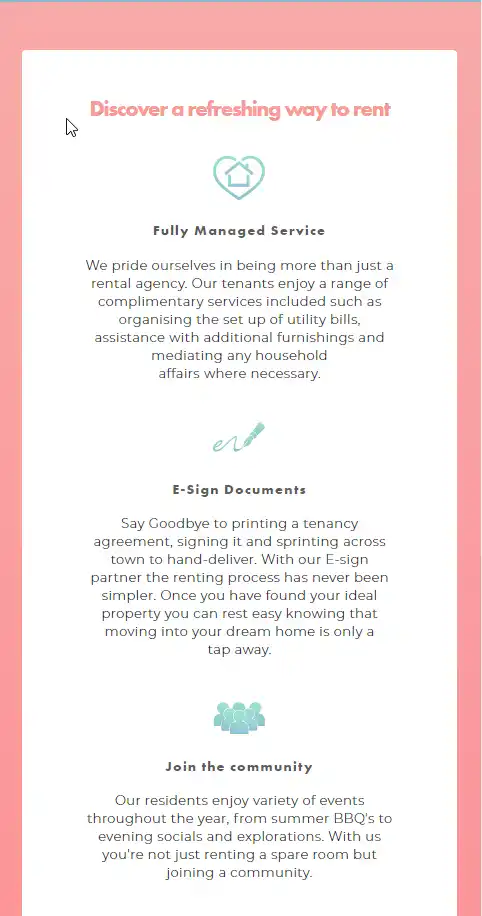 Discover a refreshing way to rent
Fully Managed Service
We pride ourselves in being more than just a
rental agency. Our tenants enjoy a range of
complimentary services included such as
organising the set up of utility bills,
assistance with additional furnishings and
mediating any household
affairs where necessary.
E-Sign Documents
Say Goodbye to printing a tenancy
agreement, signing it and sprinting across
town to hand-deliver. With our E-sign
partner the renting process has never been
simpler. Once you have found your ideal
property you can rest easy knowing that
moving into your dream home is only a
tap away.
Join the community
Our residents enjoy variety of events
throughout the year, from summer BBQ's to
evening socials and explorations. With us
you're not just renting a spare room but
joining a community.